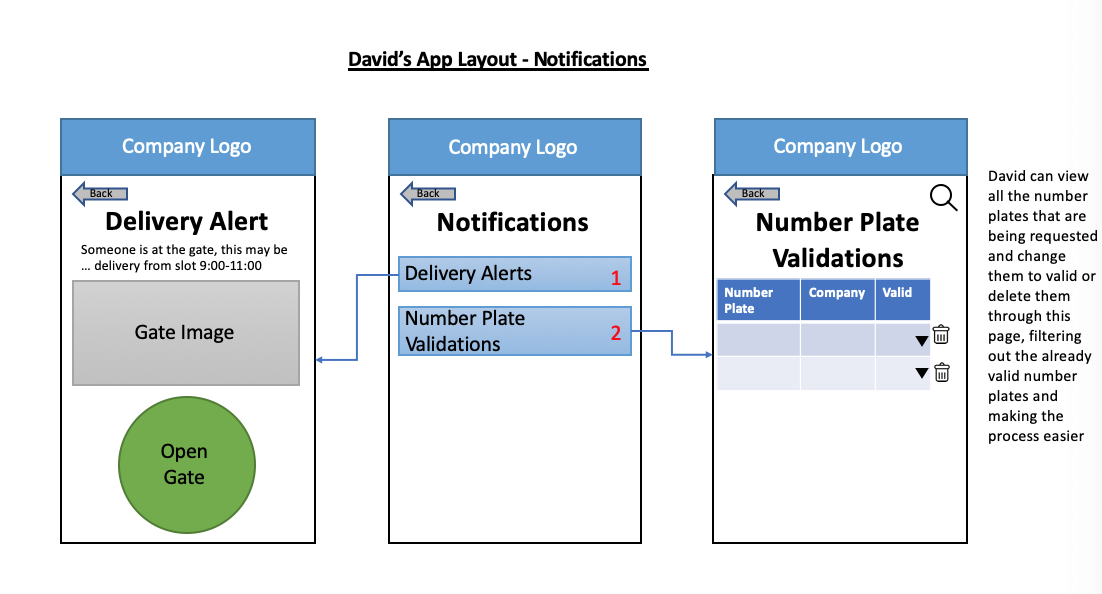 David's App Layout - Notifications
Company Logo
Back
Delivery Alert
Someone is at the gate, this may be
... delivery from slot 9:00-11:00
Gate Image
Open
Gate
Company Logo
Back
Notifications
Delivery Alerts 1
Number Plate
Validations 2
Company Logo
Back
Number Plate
Validations
Number
Plate
Company
Valid
David can view
all the number
plates that are
being requested
and change
them to valid or
delete them
through this
page, filtering
out the already
valid number
plates and
making the
process easier